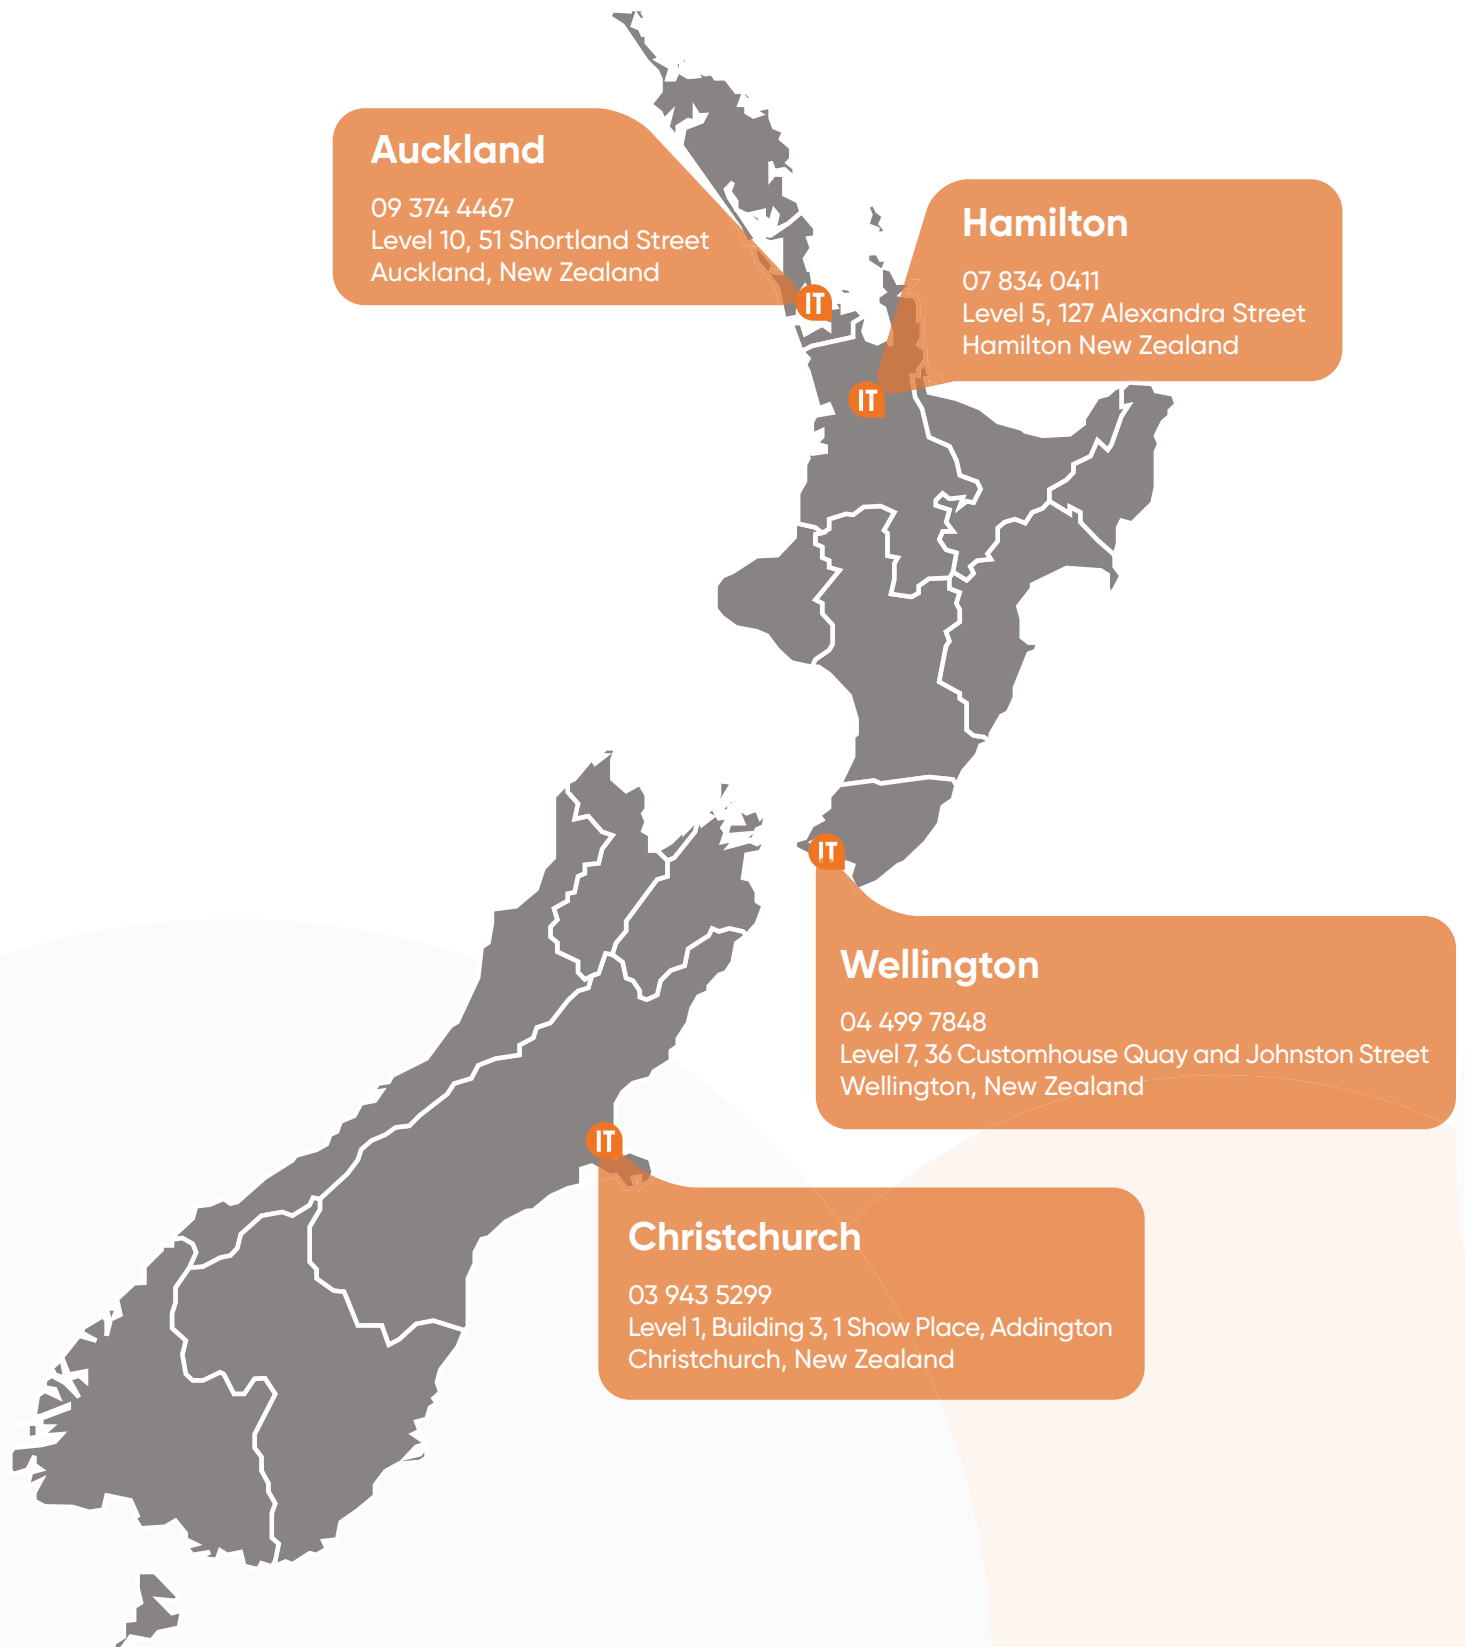 Auckland
09 374 4467
Level 10, 51 Shortland Street
Auckland, New Zealand
IT
Hamilton
07 834 0411
Level 5, 127 Alexandra Street
Hamilton New Zealand
IT
IT
Wellington
04 499 7848
Level 7, 36 Customhouse Quay and Johnston Street
Wellington, New Zealand
IT
Christchurch
03 943 5299
Level 1, Building 3, 1 Show Place, Addington
Christchurch, New Zealand